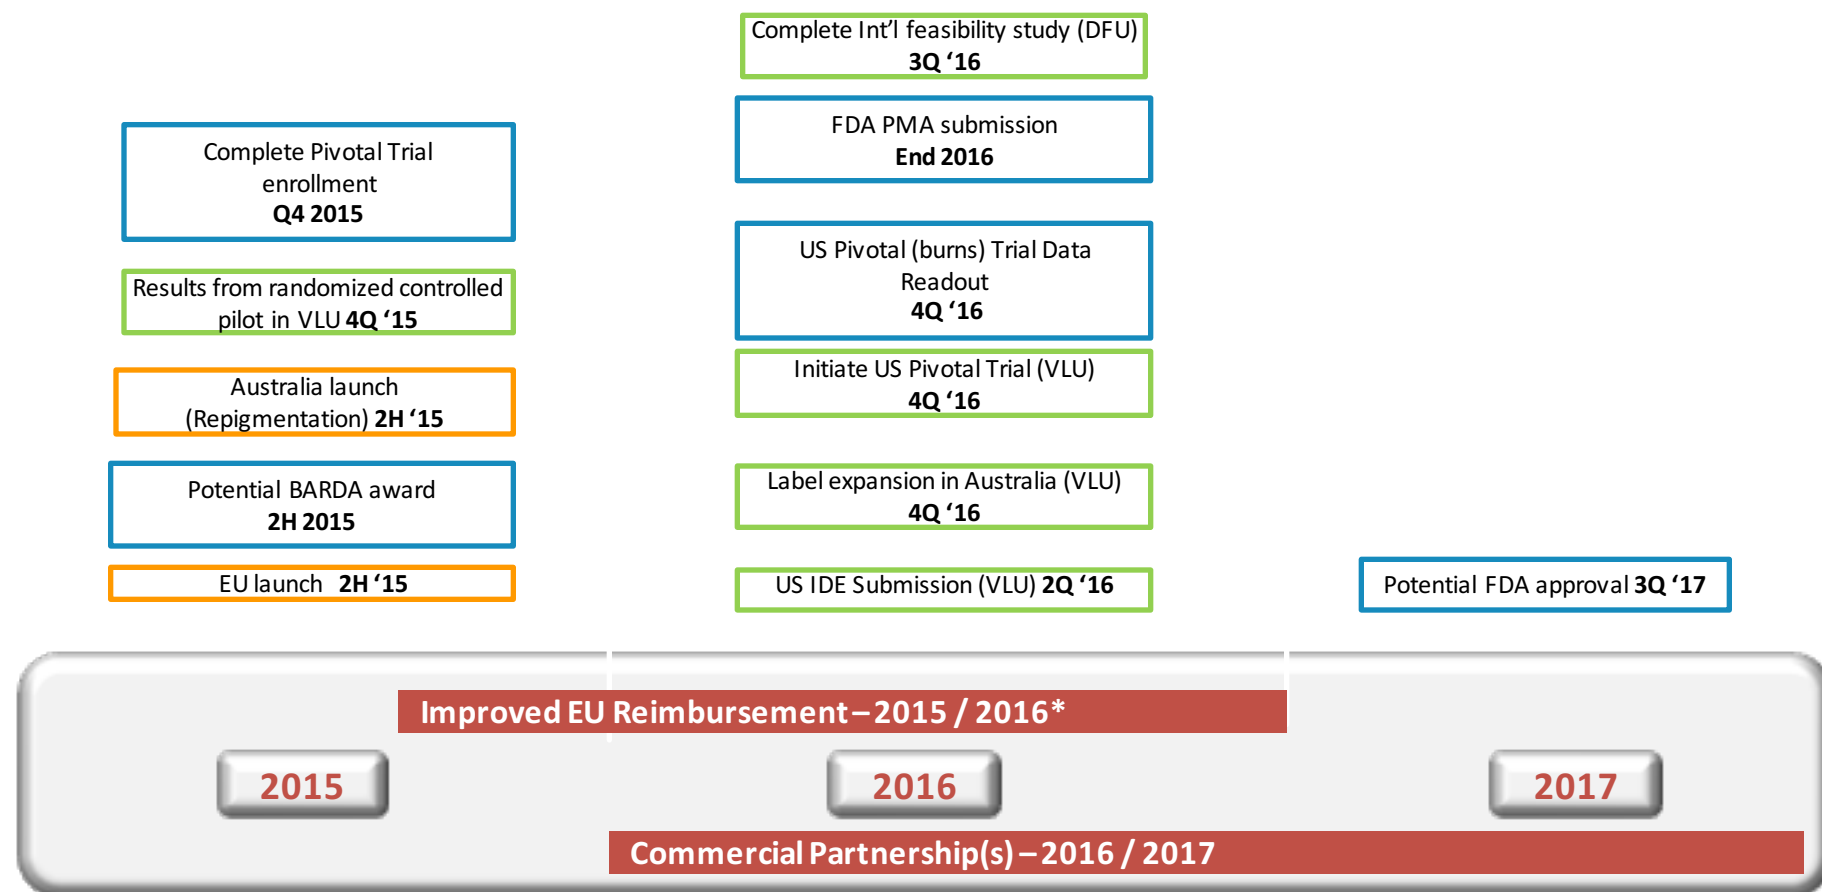 Complete Int’l feasibility study (DFU)
3Q ‘16
FDA PMA submission
End 2016
Complete Pivotal Trial
enrollment
Q4 2015
US Pivotal (burns) Trial Data
Readout
4Q ‘16
Results from randomized controlled
pilot in VLU 4Q ‘15
Initiate US Pivotal Trial (VLU)
4Q ‘16
Australia launch
(Repigmentation) 2H ‘15
Label expansion in Australia (VLU)
4Q ‘16
Potential BARDA award
2H 2015
EU launch 2H ‘15
US IDE Submission (VLU) 2Q ‘16
Potential FDA approval 3Q ‘17
Improved EU Reimbursement – 2015 / 2016*
2015
2016
2017
Commercial Partnership(s) – 2016 / 2017